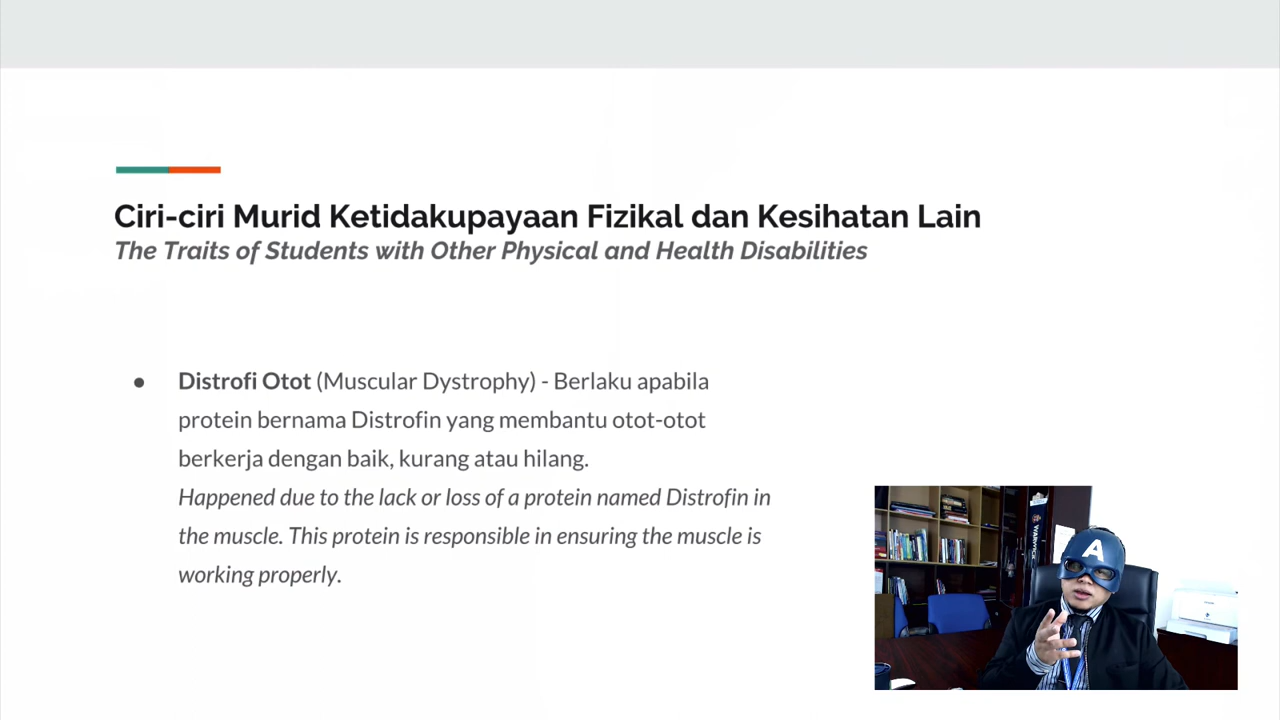 Ciri-ciri Murid Ketidakupayaan Fizikal dan Kesihatan Lain
The Traits of Students with Other Physical and Health Disabilities
● Distrofi Otot (Muscular Dystrophy) - Berlaku apabila
protein bernama Distrofin yang membantu otot-otot
berkerja dengan baik, kurang atau hilang.
Happened due to the lack or loss of a protein named Distrofin in
the muscle. This protein is responsible in ensuring the muscle is
working properly.
WARWICK
A